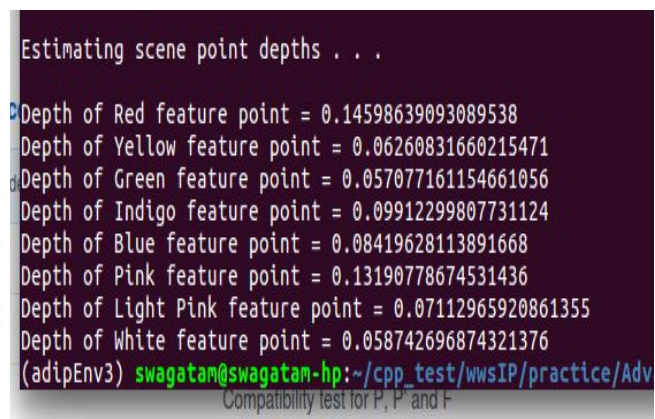 Estimating scene point depths . . .
Depth of Red feature point = 0.14598639093089538
Depth of Yellow feature point = 0.06260831660215471
Depth of Green feature point = 0.057077161154661056
Depth of Indigo feature point = 0.09912299807731124
Depth of Blue feature point = 0.08419628113891668
Depth of Pink feature point = 0.13190778674531436
Depth of Light Pink feature point = 0.07112965920861355
Depth of White feature point = 0.058742696874321376
(adipEnv3) swagatam@swagatam-hp:~/cpp_test/wwsIP/practice/Adv
Compatibility test for P, P' and F